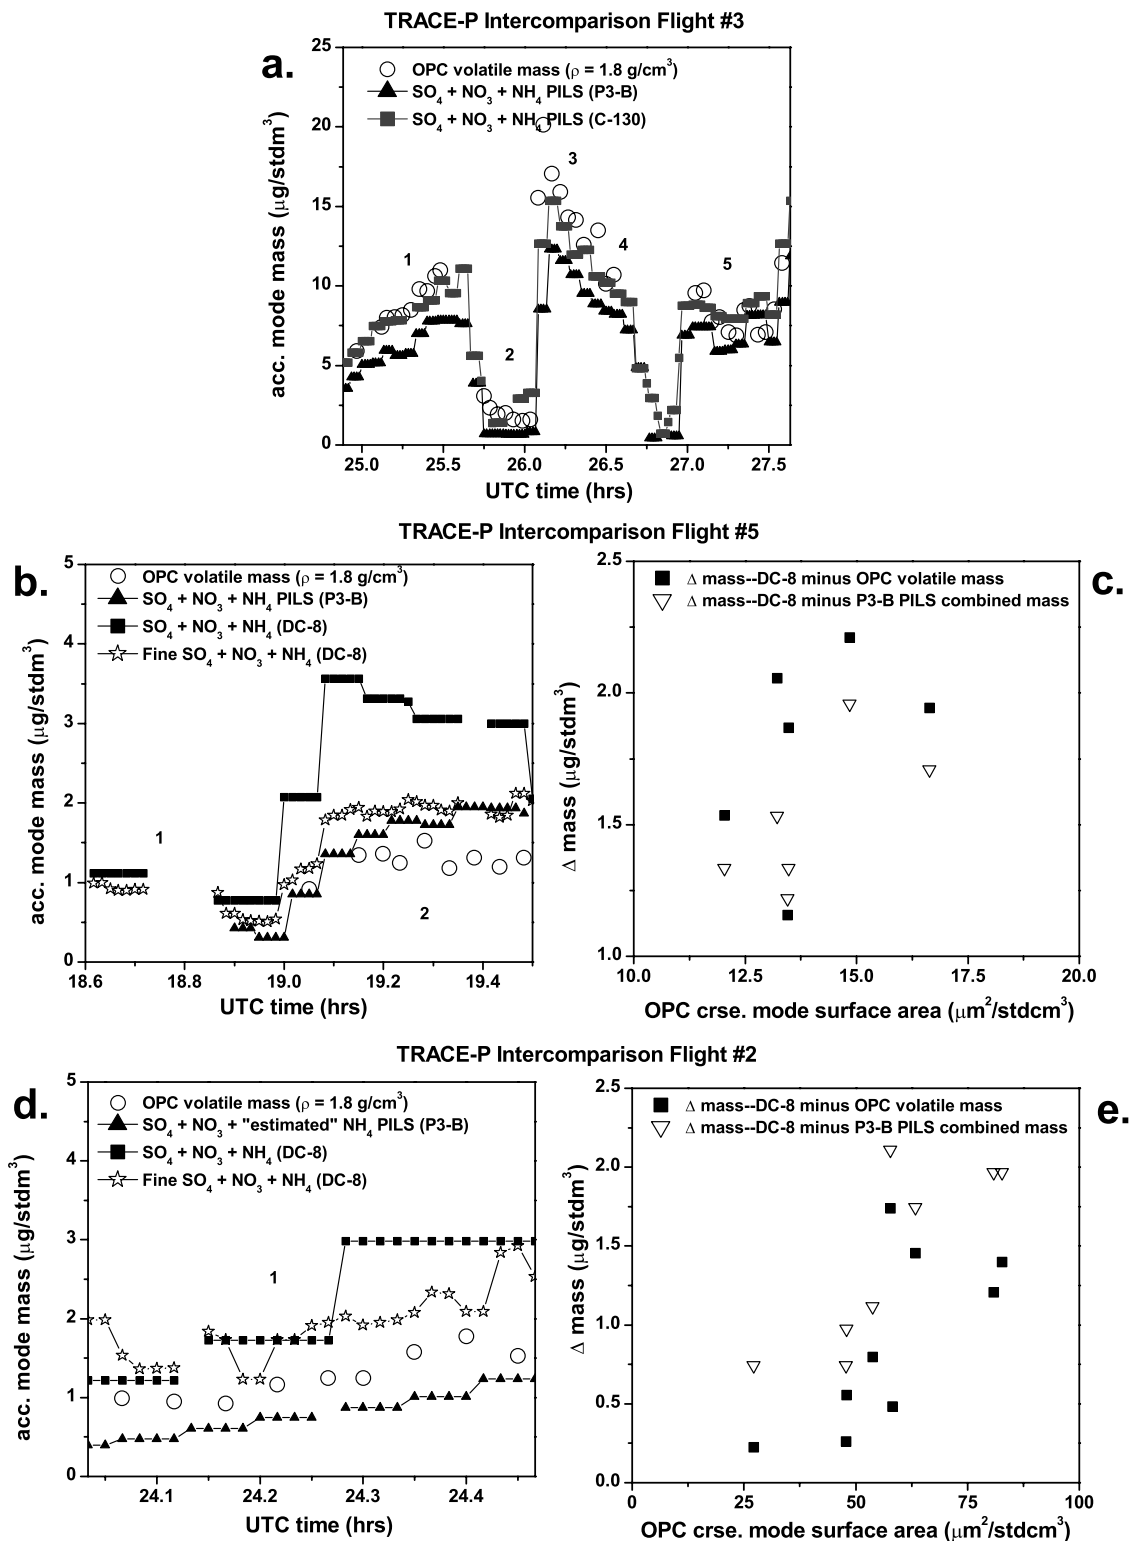 TRACE-P Intercomparison Flight #3
a.
OPC volatile mass (ρ = 1.8 g/cm³)
SO₄ + NO₃ + NH₄ PILS (P3-B)
SO₄ + NO₃ + NH₄ PILS (C-130)
acc. mode mass (μg/stdm³)
25
20
15
10
5
0
1
2
3
4
5
25.0 25.5 26.0 26.5 27.0 27.5
UTC time (hrs)
TRACE-P Intercomparison Flight #5
b.
OPC volatile mass (ρ = 1.8 g/cm³)
SO₄ + NO₃ + NH₄ PILS (P3-B)
SO₄ + NO₃ + NH₄ (DC-8)
Fine SO₄ + NO₃ + NH₄ (DC-8)
acc. mode mass (μg/stdm³)
5
4
3
2
1
0
1
2
18.6 18.8 19.0 19.2 19.4
UTC time (hrs)
c.
Δ mass--DC-8 minus OPC volatile mass
Δ mass--DC-8 minus P3-B PILS combined mass
Δ mass (μg/stdm³)
2.5
2.0
1.5
1.0
10.0 12.5 15.0 17.5 20.0
OPC crse. mode surface area (μm²/stdcm³)
TRACE-P Intercomparison Flight #2
d.
OPC volatile mass (ρ = 1.8 g/cm³)
SO₄ + NO₃ + "estimated" NH₄ PILS (P3-B)
SO₄ + NO₃ + NH₄ (DC-8)
Fine SO₄ + NO₃ + NH₄ (DC-8)
acc. mode mass (μg/stdm³)
5
4
3
2
1
0
1
24.1 24.2 24.3 24.4
UTC time (hrs)
e.
Δ mass--DC-8 minus OPC volatile mass
Δ mass--DC-8 minus P3-B PILS combined mass
Δ mass (μg/stdm³)
2.5
2.0
1.5
1.0
0.5
0.0
0 25 50 75 100
OPC crse. mode surface area (μm²/stdcm³)